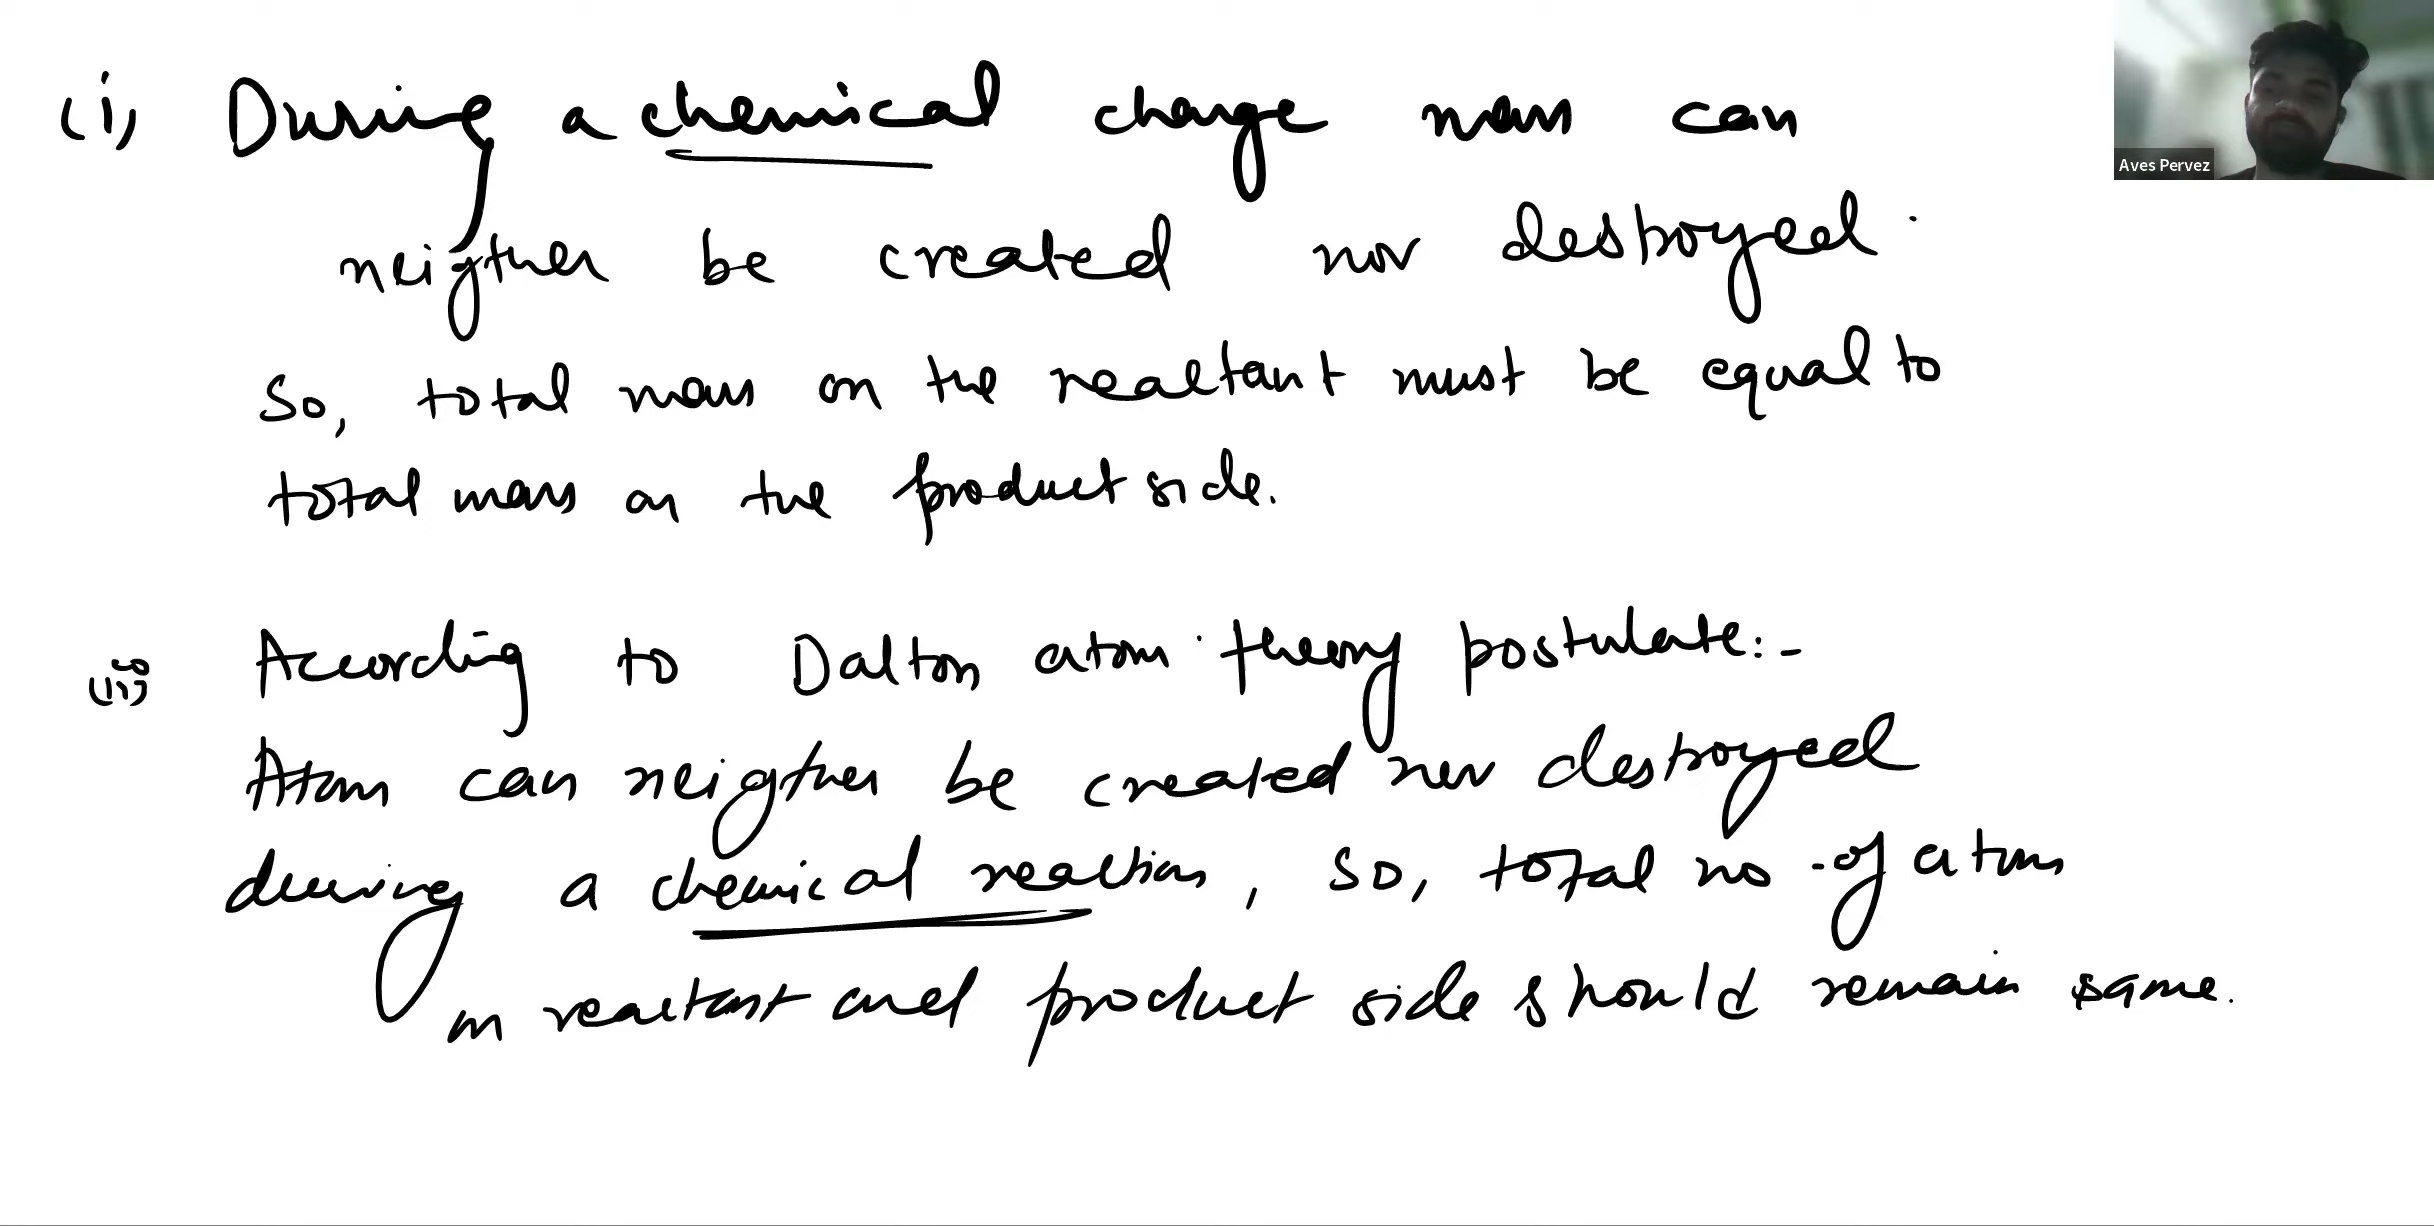 (i) During a chemical change mass can
Aves Pervez
neigther be created nor destroyed.
So, total mass on the reactant must be equal to
total mass on the product side.
(ii) According to Dalton atom theory postulate:-
Atom can neigther be created nor destroyed
during a chemical reaction, so, total no. of atoms
in reactant and product side should remain same.